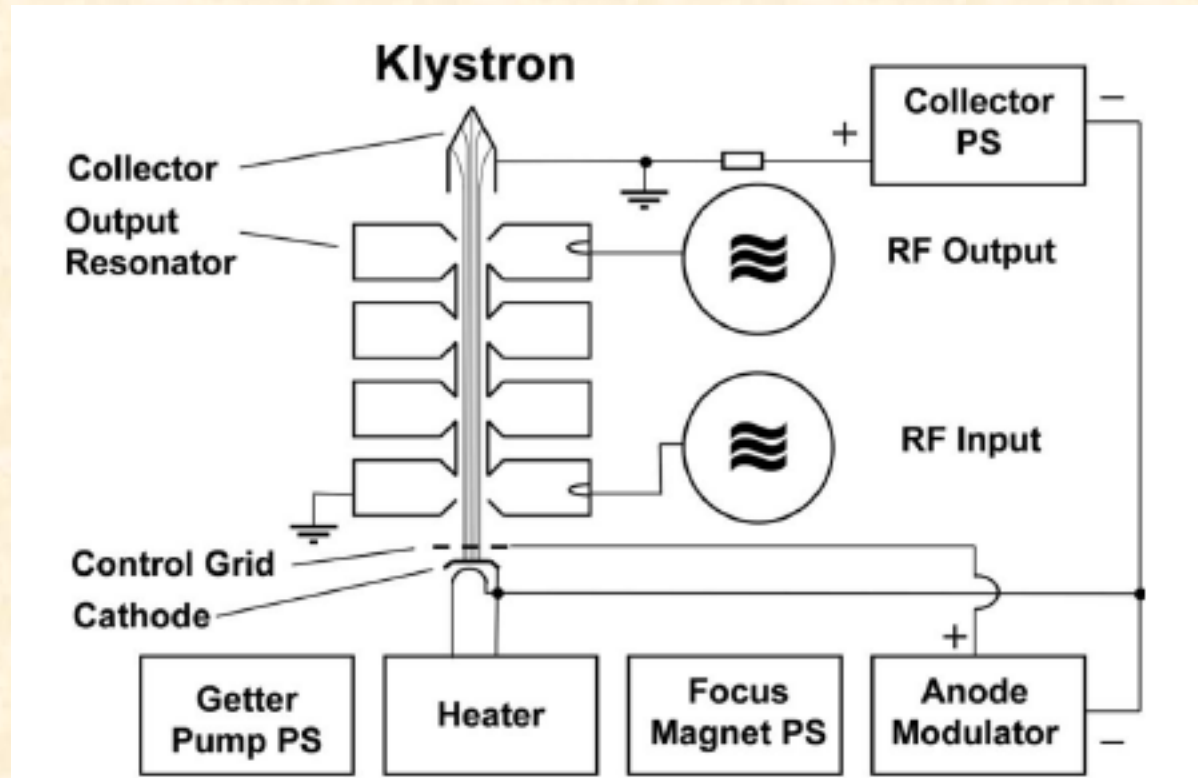 Klystron
Collector
PS
+
−
Collector
Output
Resonator
RF Output
RF Input
Control Grid
Cathode
+
Getter
Pump PS
Heater
Focus
Magnet PS
Anode
Modulator
−